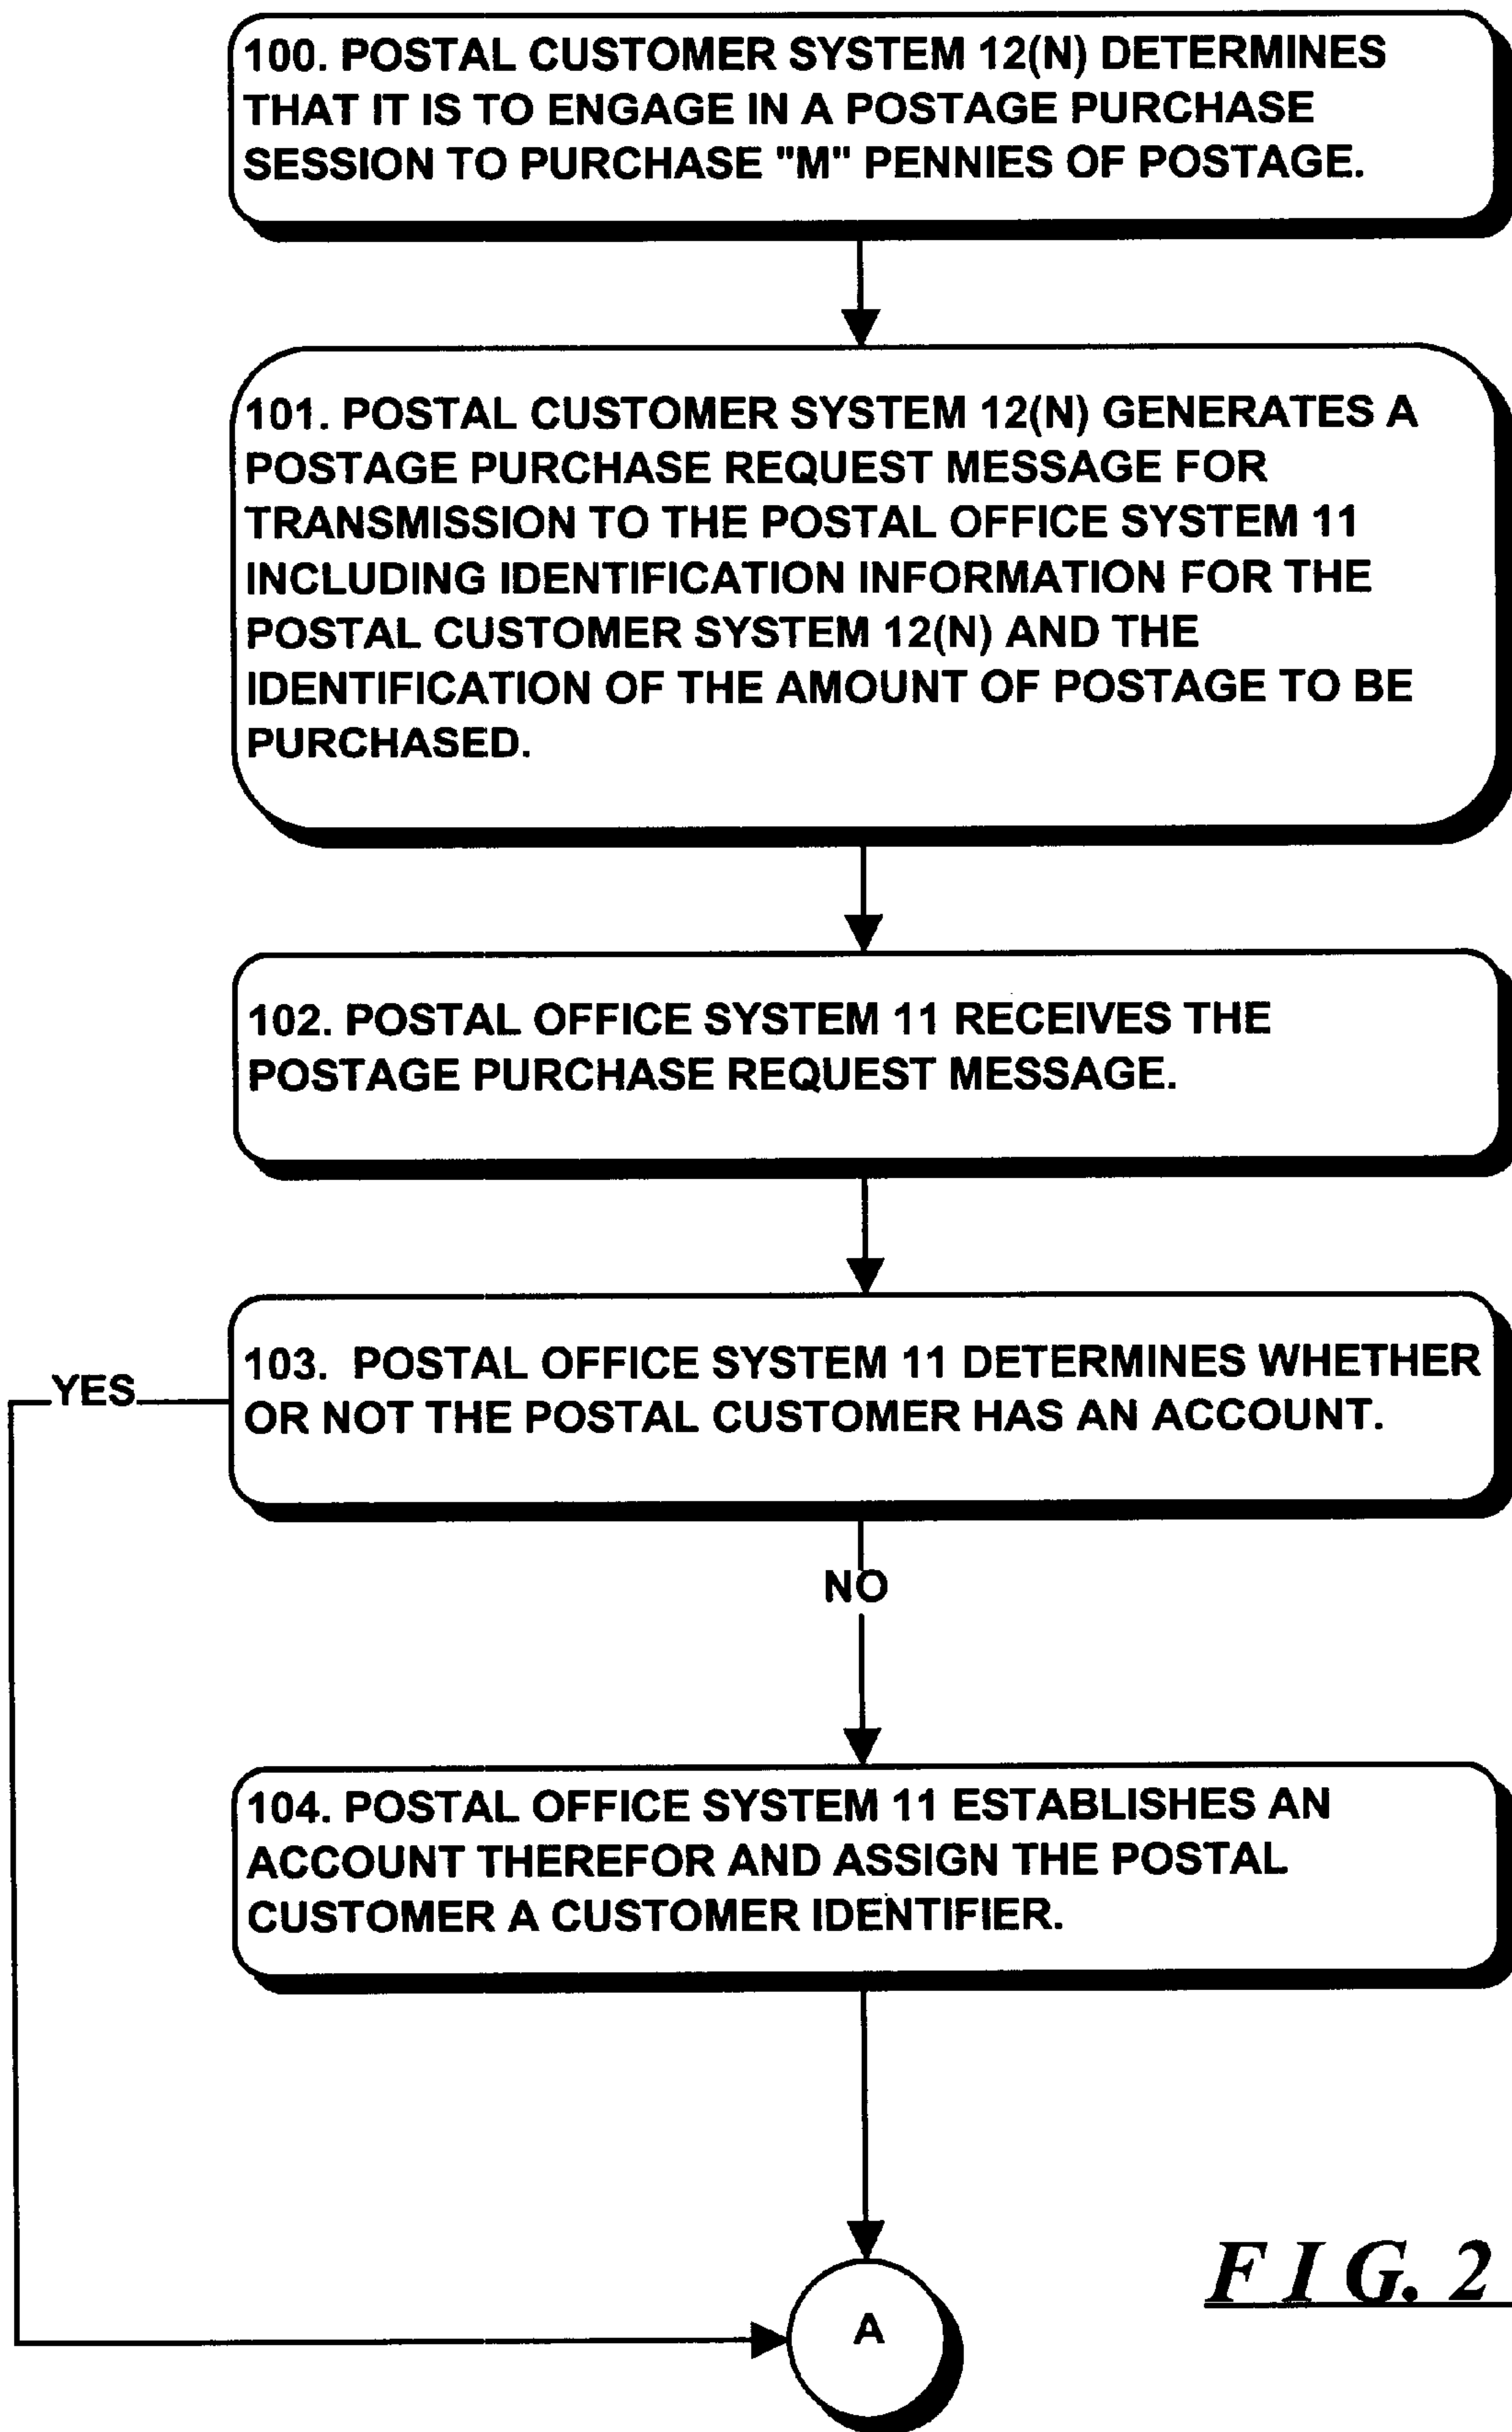 100. POSTAL CUSTOMER SYSTEM 12(N) DETERMINES
THAT IT IS TO ENGAGE IN A POSTAGE PURCHASE
SESSION TO PURCHASE "M" PENNIES OF POSTAGE.
101. POSTAL CUSTOMER SYSTEM 12(N) GENERATES A
POSTAGE PURCHASE REQUEST MESSAGE FOR
TRANSMISSION TO THE POSTAL OFFICE SYSTEM 11
INCLUDING IDENTIFICATION INFORMATION FOR THE
POSTAL CUSTOMER SYSTEM 12(N) AND THE
IDENTIFICATION OF THE AMOUNT OF POSTAGE TO BE
PURCHASED.
102. POSTAL OFFICE SYSTEM 11 RECEIVES THE
POSTAGE PURCHASE REQUEST MESSAGE.
103. POSTAL OFFICE SYSTEM 11 DETERMINES WHETHER
OR NOT THE POSTAL CUSTOMER HAS AN ACCOUNT.
YES
NO
104. POSTAL OFFICE SYSTEM 11 ESTABLISHES AN
ACCOUNT THEREFOR AND ASSIGN THE POSTAL
CUSTOMER A CUSTOMER IDENTIFIER.
A
FIG. 2